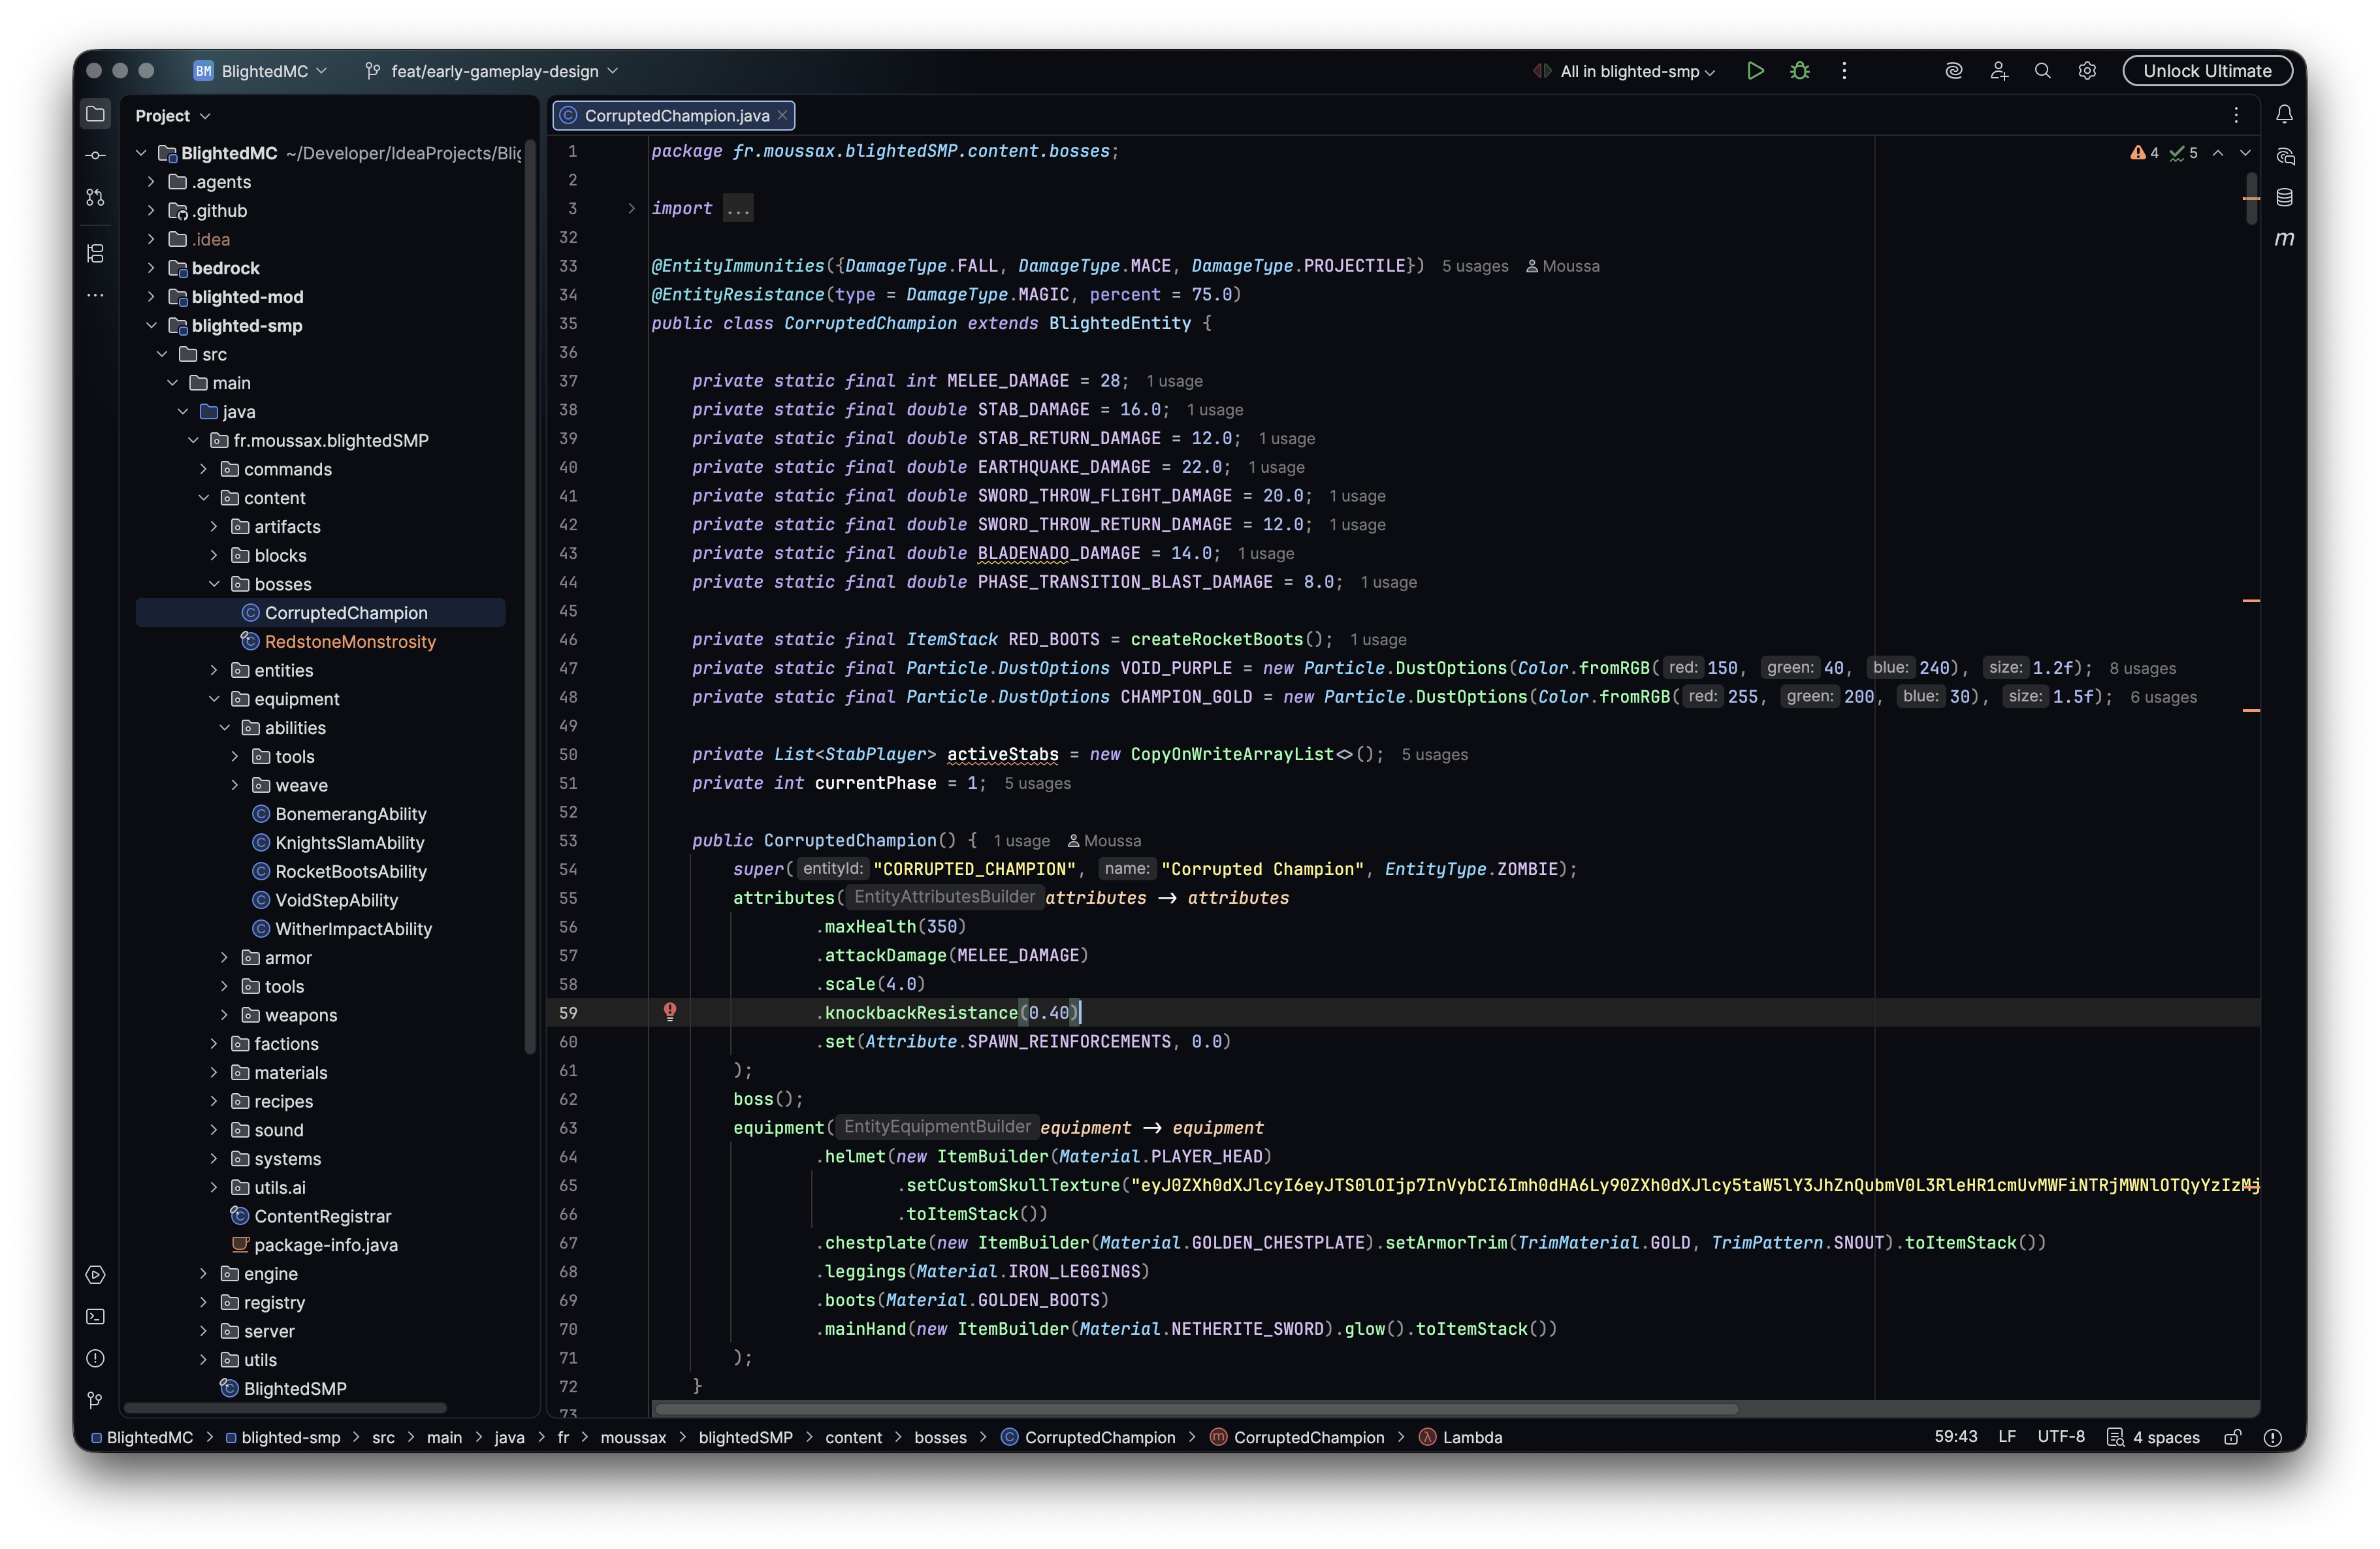 BM BlightedMC feat/early-gameplay-design All in blighted-smp Unlock Ultimate
Project
BlightedMC ~/Developer/IdeaProjects/Blig
.agents
.github
.idea
bedrock
blighted-mod
blighted-smp
src
main
java
fr.moussax.blightedSMP
commands
content
artifacts
blocks
bosses
CorruptedChampion
RedstoneMonstrosity
entities
equipment
abilities
tools
weave
BonemerangAbility
KnightsSlamAbility
RocketBootsAbility
VoidStepAbility
WitherImpactAbility
armor
tools
weapons
factions
materials
recipes
sound
systems
utils.ai
ContentRegistrar
package-info.java
engine
registry
server
utils
BlightedSMP
CorruptedChampion.java
4 5
1 package fr.moussax.blightedSMP.content.bosses;
2
3 import ...
32
33 @EntityImmunities({DamageType.FALL, DamageType.MACE, DamageType.PROJECTILE}) 5 usages Moussa
34 @EntityResistance(type = DamageType.MAGIC, percent = 75.0)
35 public class CorruptedChampion extends BlightedEntity {
36
37 private static final int MELEE_DAMAGE = 28; 1 usage
38 private static final double STAB_DAMAGE = 16.0; 1 usage
39 private static final double STAB_RETURN_DAMAGE = 12.0; 1 usage
40 private static final double EARTHQUAKE_DAMAGE = 22.0; 1 usage
41 private static final double SWORD_THROW_FLIGHT_DAMAGE = 20.0; 1 usage
42 private static final double SWORD_THROW_RETURN_DAMAGE = 12.0; 1 usage
43 private static final double BLADENADO_DAMAGE = 14.0; 1 usage
44 private static final double PHASE_TRANSITION_BLAST_DAMAGE = 8.0; 1 usage
45
46 private static final ItemStack RED_BOOTS = createRocketBoots(); 1 usage
47 private static final Particle.DustOptions VOID_PURPLE = new Particle.DustOptions(Color.fromRGB( red: 150, green: 40, blue: 240), size: 1.2f); 8 usages
48 private static final Particle.DustOptions CHAMPION_GOLD = new Particle.DustOptions(Color.fromRGB( red: 255, green: 200, blue: 30), size: 1.5f); 6 usages
49
50 private List<StabPlayer> activeStabs = new CopyOnWriteArrayList<>(); 5 usages
51 private int currentPhase = 1; 5 usages
52
53 public CorruptedChampion() { 1 usage Moussa
54 super( entityId: "CORRUPTED_CHAMPION", name: "Corrupted Champion", EntityType.ZOMBIE);
55 attributes( EntityAttributesBuilder attributes -> attributes
56 .maxHealth(350)
57 .attackDamage(MELEE_DAMAGE)
58 .scale(4.0)
59 .knockbackResistance(0.40)
60 .set(Attribute.SPAWN_REINFORCEMENTS, 0.0)
61 );
62 boss();
63 equipment( EntityEquipmentBuilder equipment -> equipment
64 .helmet(new ItemBuilder(Material.PLAYER_HEAD)
65 .setCustomSkullTexture("eyJ0ZXh0dXJlcyI6eyJTS0lOIjp7InVybCI6Imh0dHA6Ly90ZXh0dXJlcy5taW5lY3JhZnQubmV0L3RleHR1cmUvMWFiNTRjMWNlOTQyYzIzMj
66 .toItemStack())
67 .chestplate(new ItemBuilder(Material.GOLDEN_CHESTPLATE).setArmorTrim(TrimMaterial.GOLD, TrimPattern.SNOUT).toItemStack())
68 .leggings(Material.IRON_LEGGINGS)
69 .boots(Material.GOLDEN_BOOTS)
70 .mainHand(new ItemBuilder(Material.NETHERITE_SWORD).glow().toItemStack())
71 );
72 }
73
BlightedMC > blighted-smp > src > main > java > fr > moussax > blightedSMP > content > bosses > CorruptedChampion > CorruptedChampion > Lambda 59:43 LF UTF-8 4 spaces